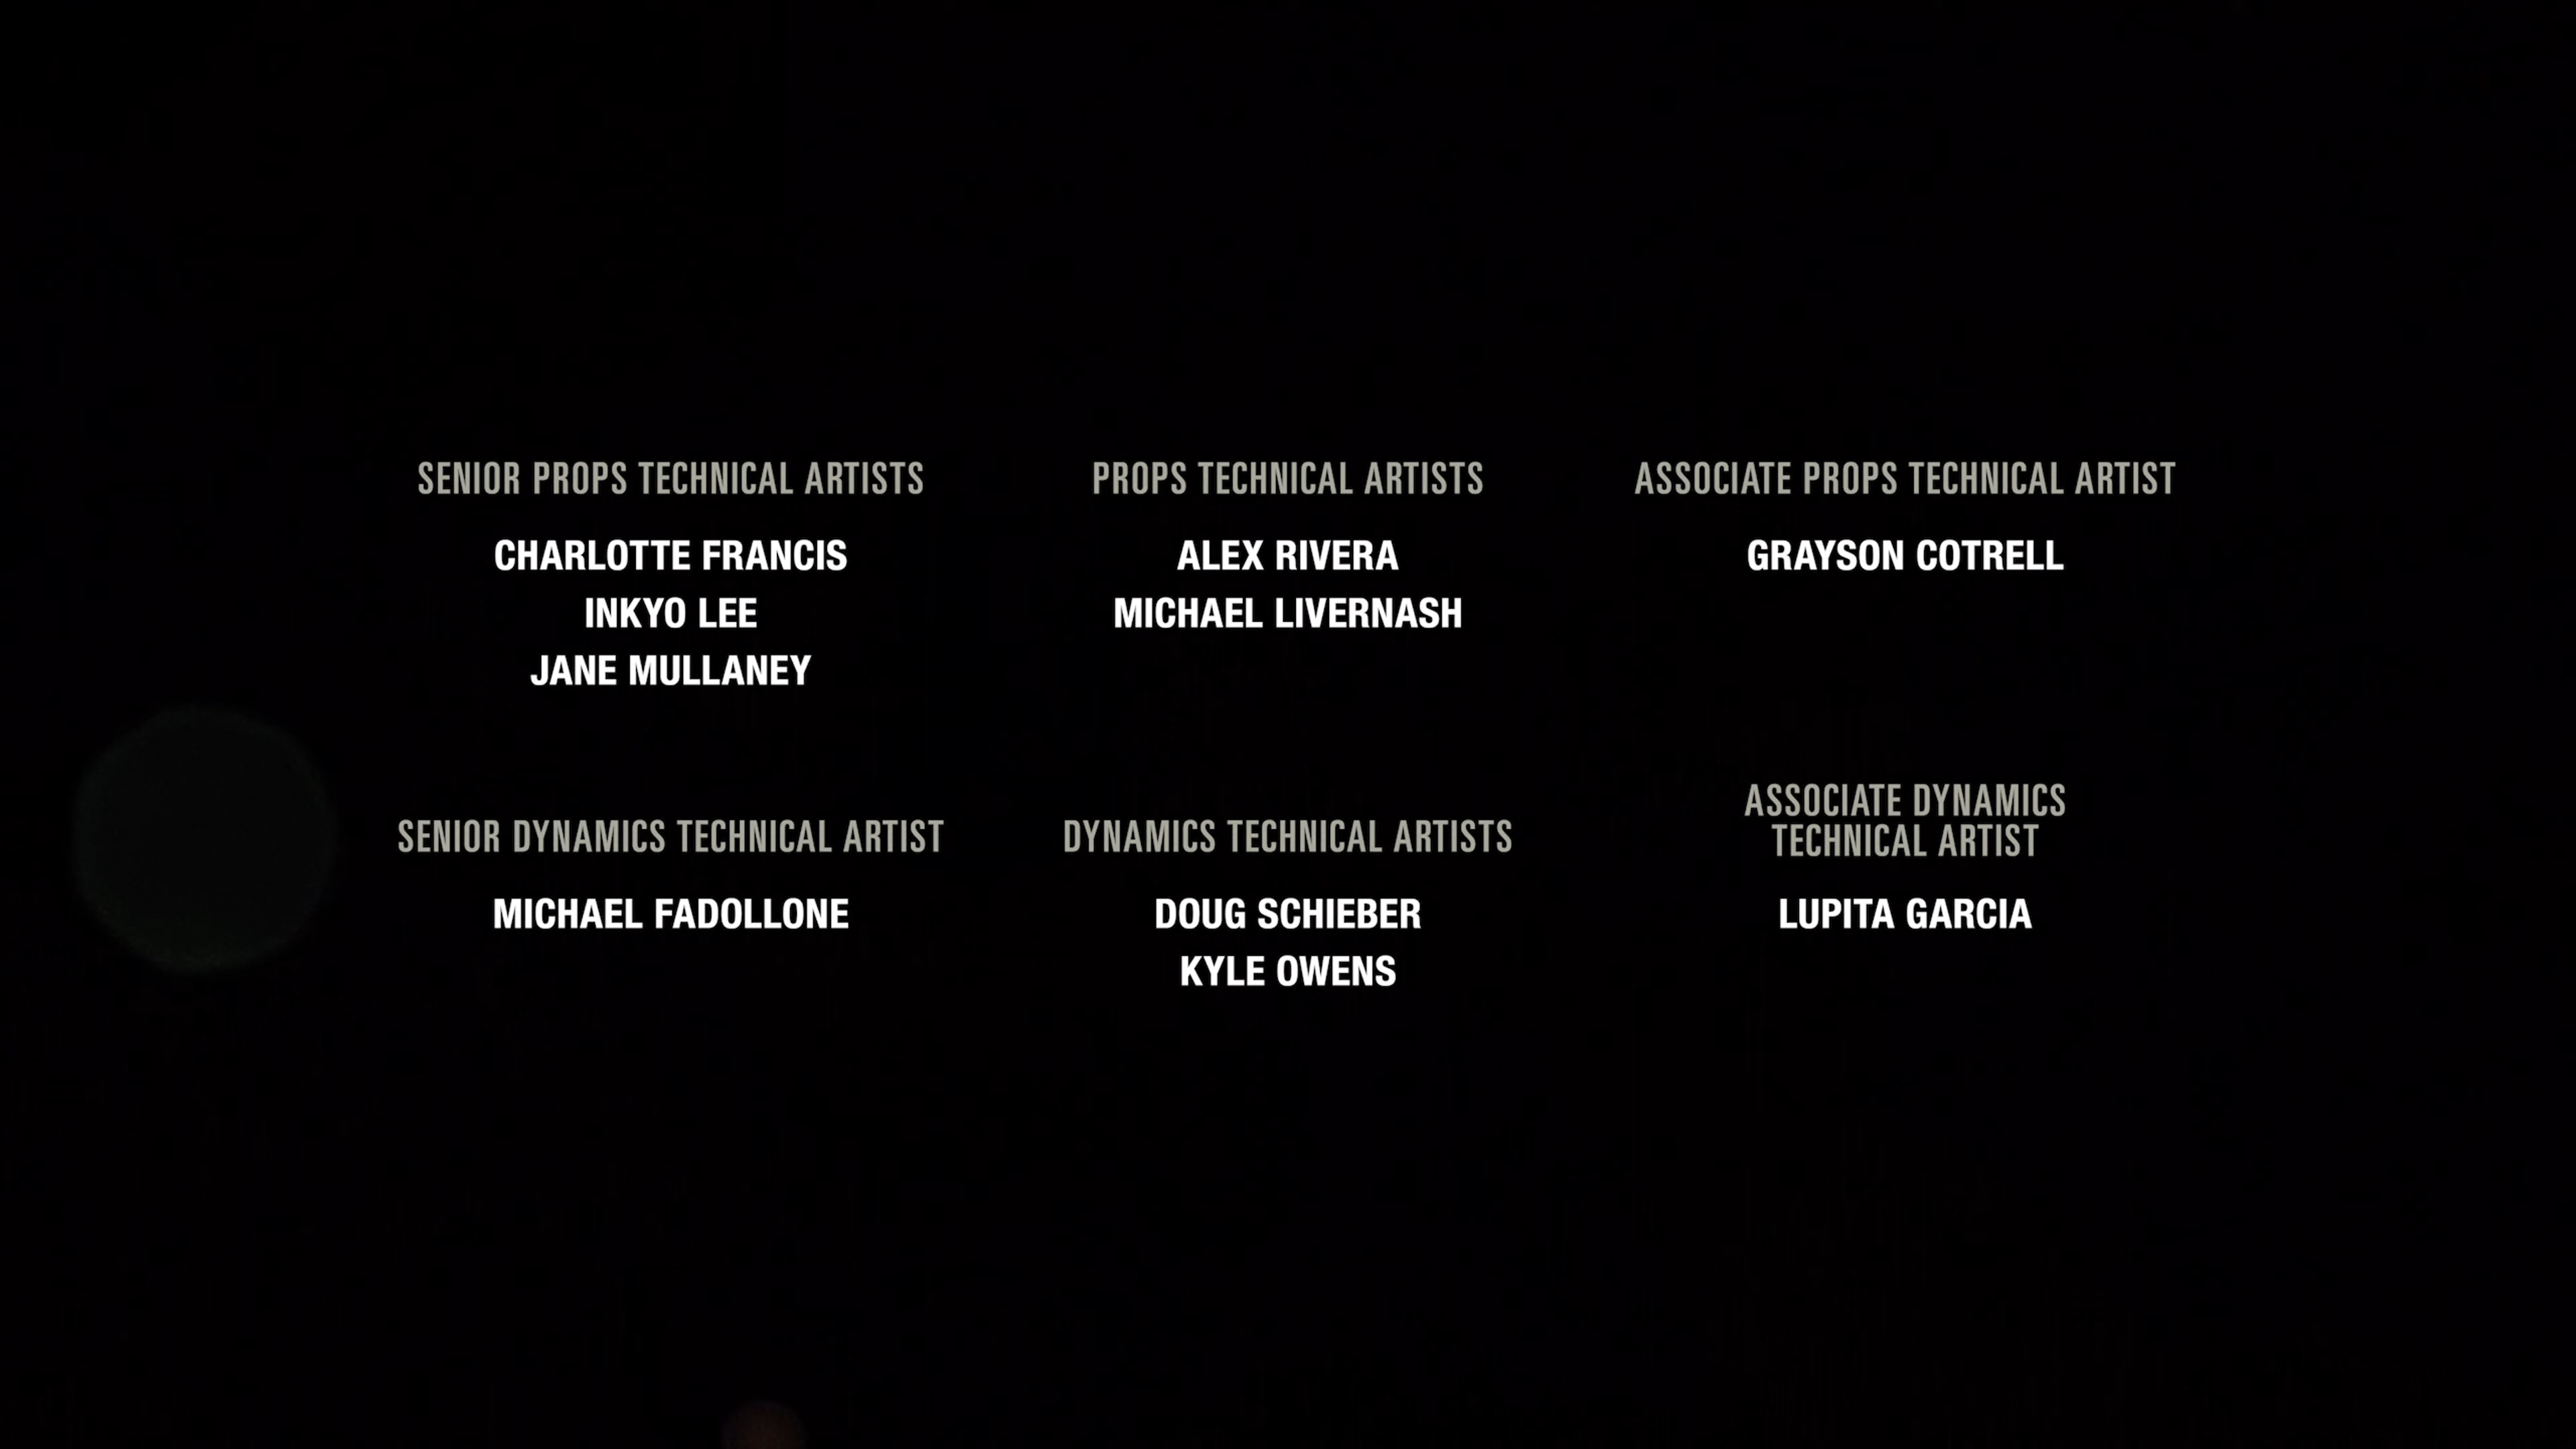 SENIOR PROPS TECHNICAL ARTISTS
CHARLOTTE FRANCIS
INKYO LEE
JANE MULLANEY
PROPS TECHNICAL ARTISTS
ALEX RIVERA
MICHAEL LIVERNASH
ASSOCIATE PROPS TECHNICAL ARTIST
GRAYSON COTRELL
SENIOR DYNAMICS TECHNICAL ARTIST
MICHAEL FADOLLONE
DYNAMICS TECHNICAL ARTISTS
DOUG SCHIEBER
KYLE OWENS
ASSOCIATE DYNAMICS
TECHNICAL ARTIST
LUPITA GARCIA